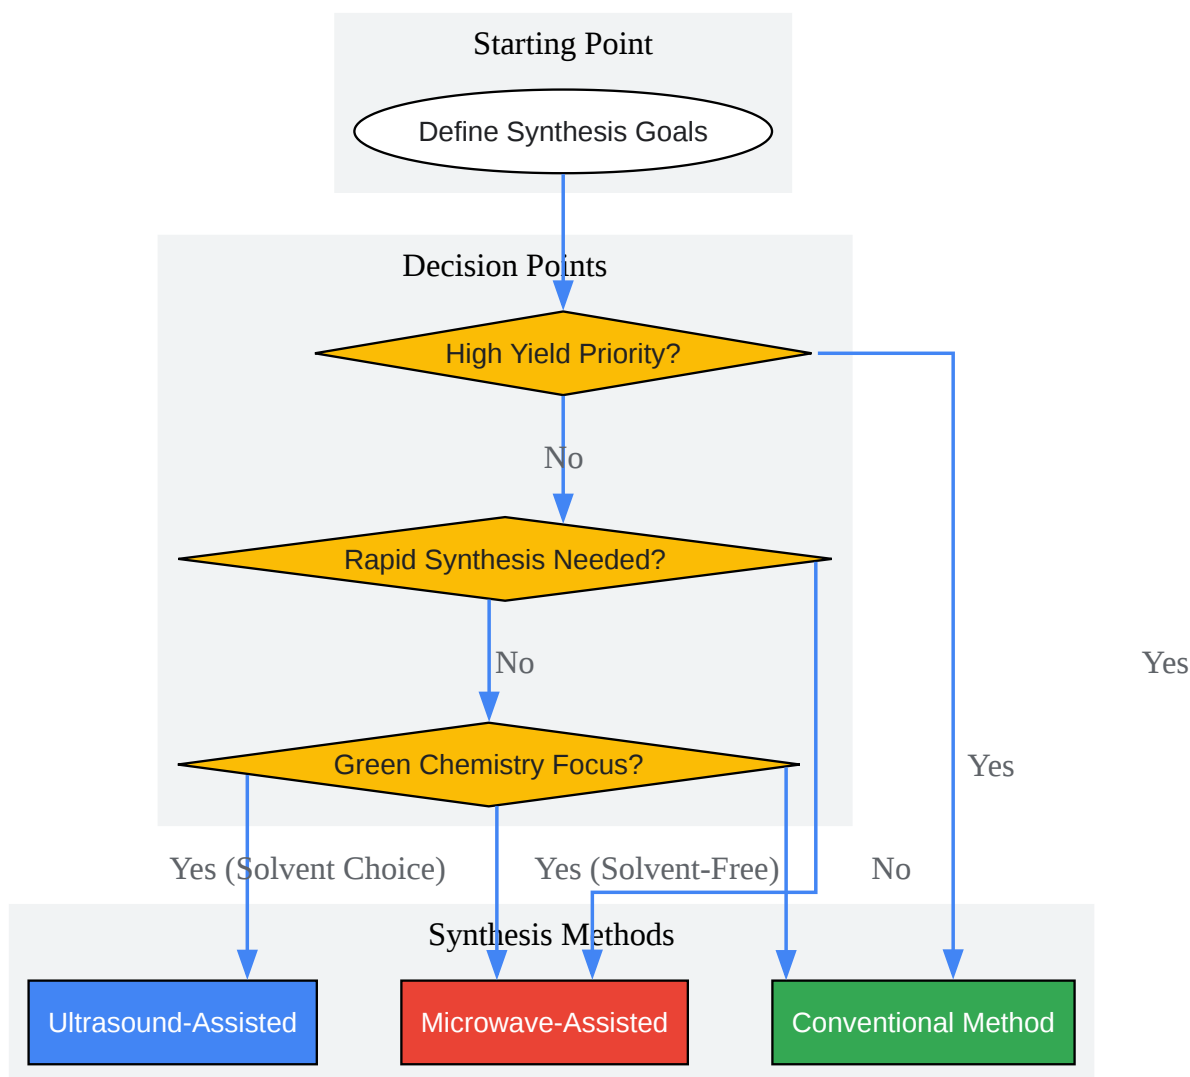 Starting Point
Define Synthesis Goals
Decision Points
High Yield Priority?
No
Rapid Synthesis Needed?
No
Yes
Green Chemistry Focus?
Yes
Yes (Solvent Choice)
Yes (Solvent-Free)
No
Synthesis Methods
Ultrasound-Assisted
Microwave-Assisted
Conventional Method